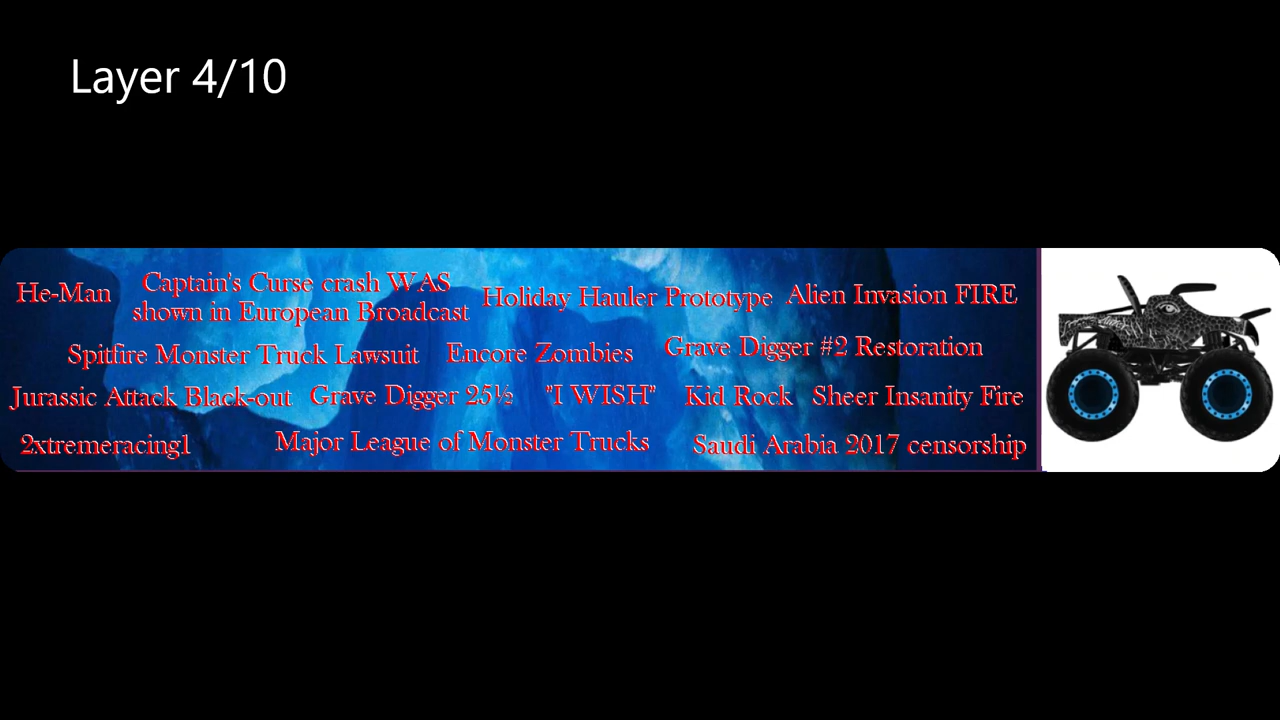 Layer 4/10
He-Man
Captain's Curse crash WAS
shown in European Broadcast
Holiday Hauler Prototype
Alien Invasion FIRE
Spitfire Monster Truck Lawsuit
Encore Zombies
Grave Digger #2 Restoration
Jurassic Attack Black-out
Grave Digger 25½
"I WISH"
Kid Rock
Sheer Insanity Fire
2xtremeracing1
Major League of Monster Trucks
Saudi Arabia 2017 censorship